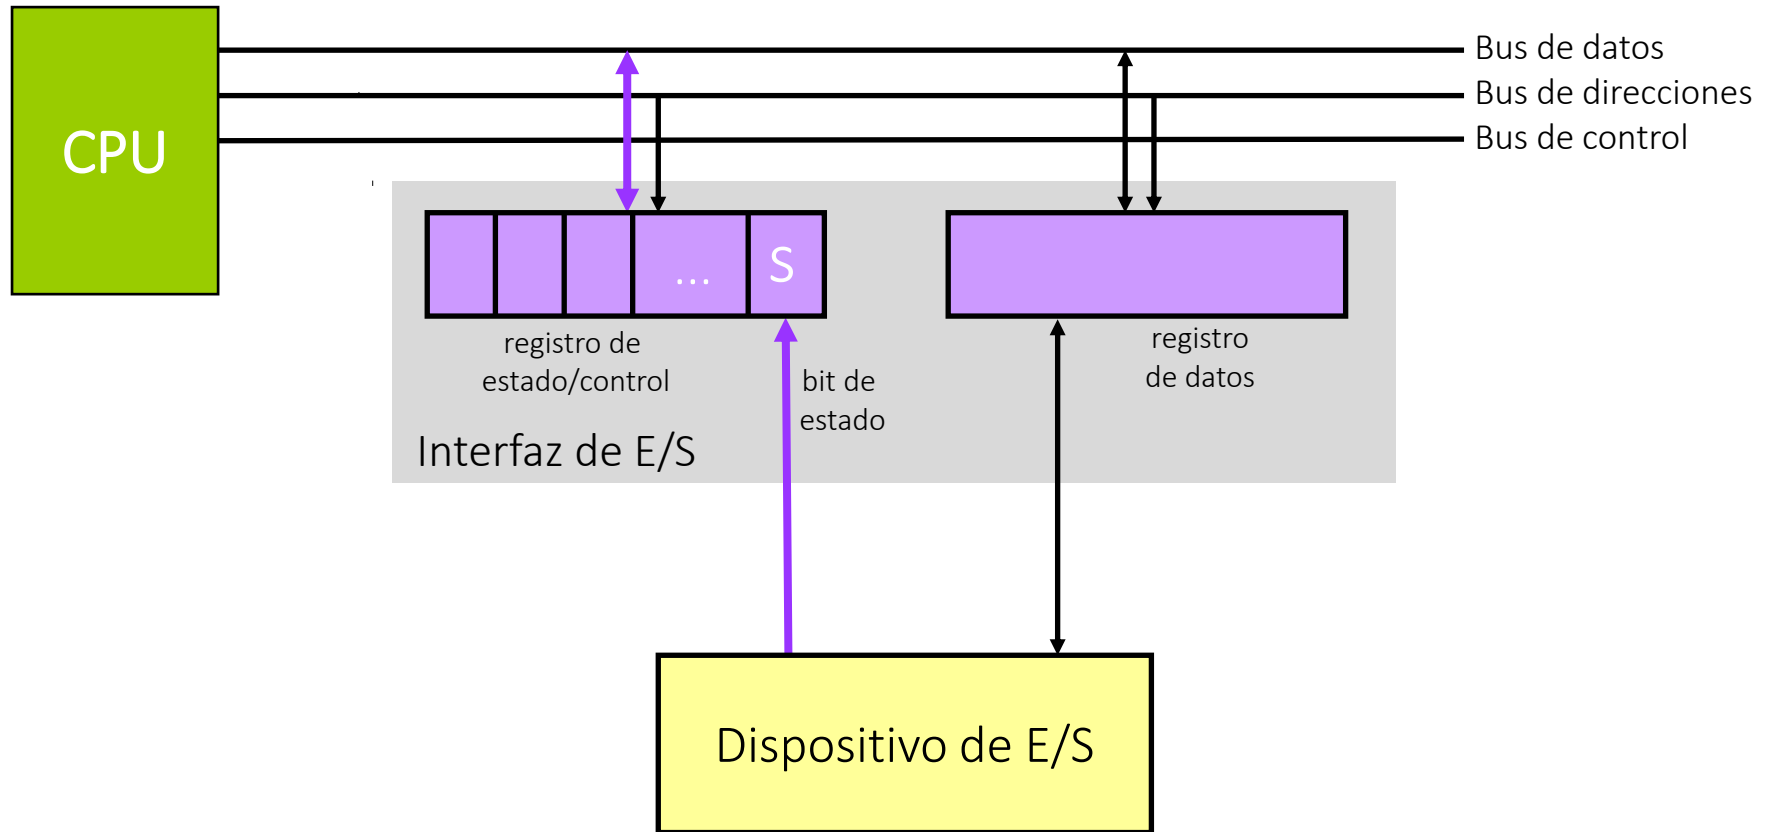 CPU
Bus de datos
Bus de direcciones
Bus de control
... S
registro de
estado/control
bit de
estado
registro
de datos
Interfaz de E/S
Dispositivo de E/S